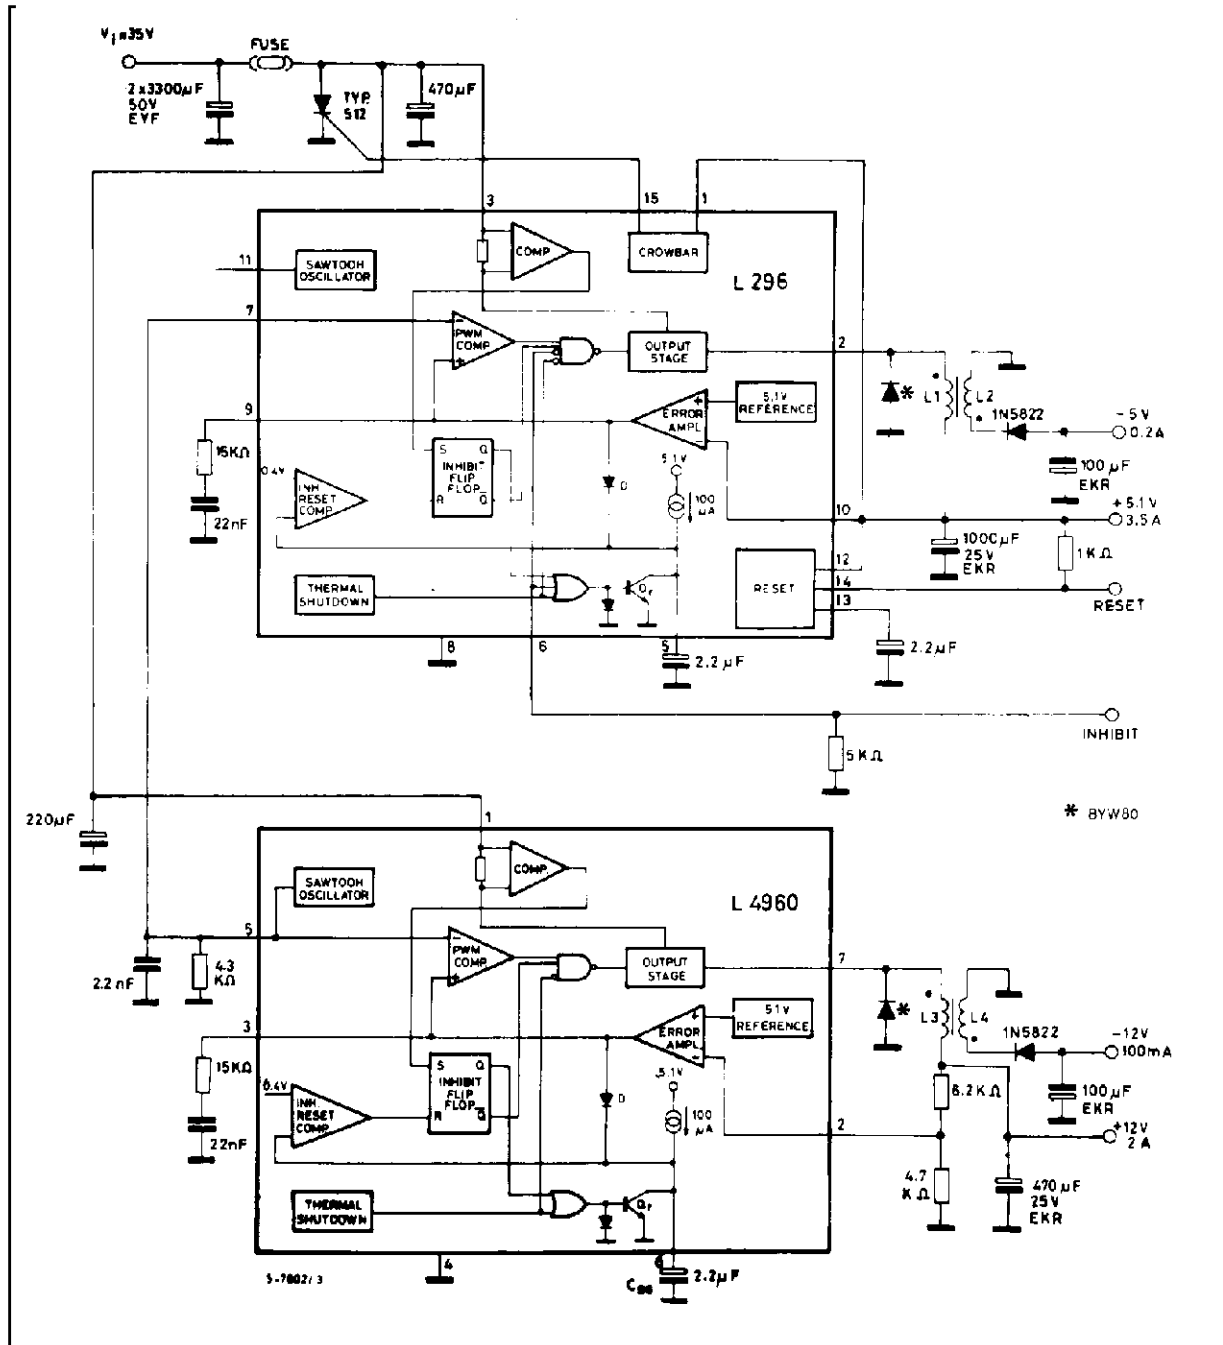 Vi=35V
FUSE
2x3300µF
50V
EYF
TYP.
512
470µF
3
15
1
SAWTOOH
OSCILLATOR
11
COMP
CROWBAR
L 296
7
PWM
COMP
OUTPUT
STAGE
2
*
L1
L2
1N5822
-5V
0.2A
100µF
EKR
9
ERROR
AMPL
5.1V
REFERENCE
15KΩ
22nF
0.4V
INH.
RESET
COMP
S
Q
INHIBIT
FLIP
FLOP
R
Q
D
5.1V
100
µA
10
+5.1V
3.5A
1000µF
25V
EKR
1KΩ
12
14
13
RESET
RESET
THERMAL
SHUTDOWN
Qr
8
6
5
2.2µF
2.2µF
INHIBIT
5KΩ
* BYW80
220µF
1
SAWTOOH
OSCILLATOR
COMP
L 4960
5
2.2nF
4.3
KΩ
PWM
COMP
OUTPUT
STAGE
7
*
L3
L4
1N5822
-12V
100mA
100µF
EKR
3
ERROR
AMPL
5.1V
REFERENCE
15KΩ
22nF
0.4V
INH.
RESET
COMP
S
Q
INHIBIT
FLIP
FLOP
R
Q
D
5.1V
100
µA
2
6.2KΩ
+12V
2A
4.7
KΩ
470µF
25V
EKR
THERMAL
SHUTDOWN
Qr
4
6
Css
2.2µF
S-7802/3